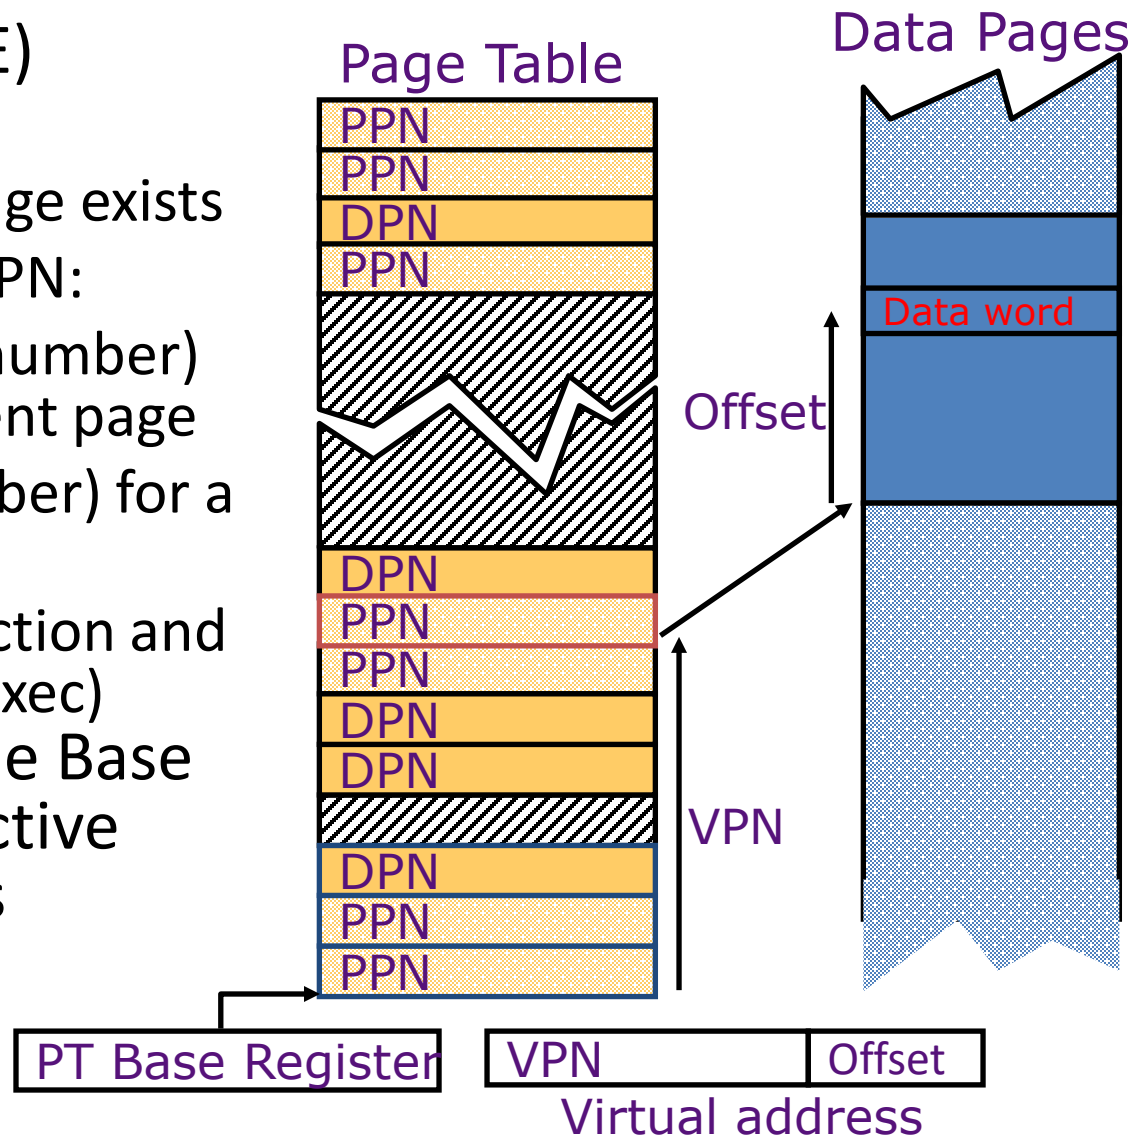 E)
ge exists
PN:
number)
ent page
ber) for a
ction and
xec)
e Base
ctive
s
Page Table
PPN
PPN
DPN
PPN
DPN
PPN
PPN
DPN
DPN
DPN
PPN
PPN
Data Pages
Data word
Offset
VPN
PT Base Register
VPN Offset
Virtual address